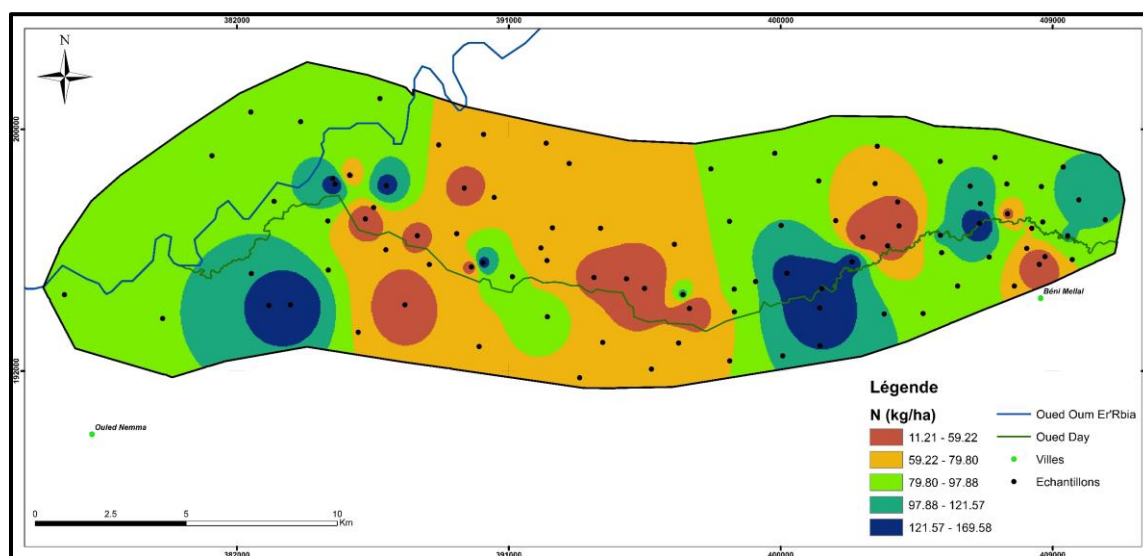 382000 391000 400000 409000
N
200000 200000
192000 192000
Béni Mellal
Ouled Nemma
Légende
N (kg/ha)
11.21 - 59.22
59.22 - 79.80
79.80 - 97.88
97.88 - 121.57
121.57 - 169.58
Oued Oum Er'Rbia
Oued Day
Villes
Echantillons
0 2.5 5 10
Km
382000 391000 400000 409000